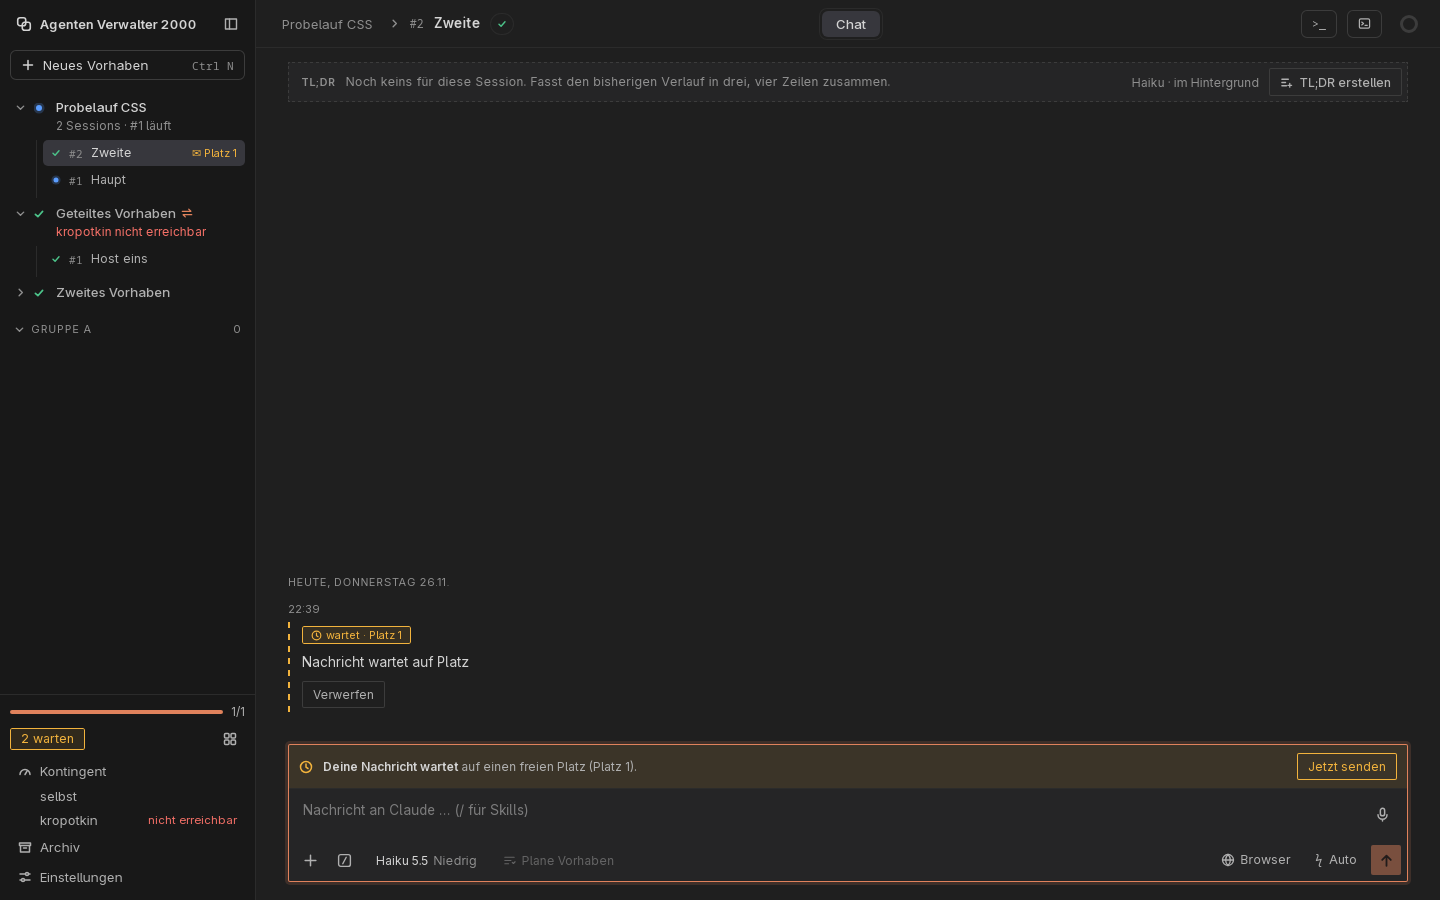 Agenten Verwalter 2000
Neues Vorhaben Ctrl N
Probelauf CSS
2 Sessions · #1 läuft
#2 Zweite ✉ Platz 1
#1 Haupt
Geteiltes Vorhaben ⇌
kropotkin nicht erreichbar
#1 Host eins
Zweites Vorhaben
GRUPPE A 0
1/1
2 warten
Kontingent
selbst
kropotkin nicht erreichbar
Archiv
Einstellungen
Probelauf CSS > #2 Zweite
Chat
>_
TL;DR Noch keins für diese Session. Fasst den bisherigen Verlauf in drei, vier Zeilen zusammen. Haiku · im Hintergrund TL;DR erstellen
HEUTE, DONNERSTAG 26.11.
22:39
wartet · Platz 1
Nachricht wartet auf Platz
Verwerfen
Deine Nachricht wartet auf einen freien Platz (Platz 1). Jetzt senden
Nachricht an Claude … (/ für Skills)
Haiku 5.5 Niedrig Plane Vorhaben Browser Auto